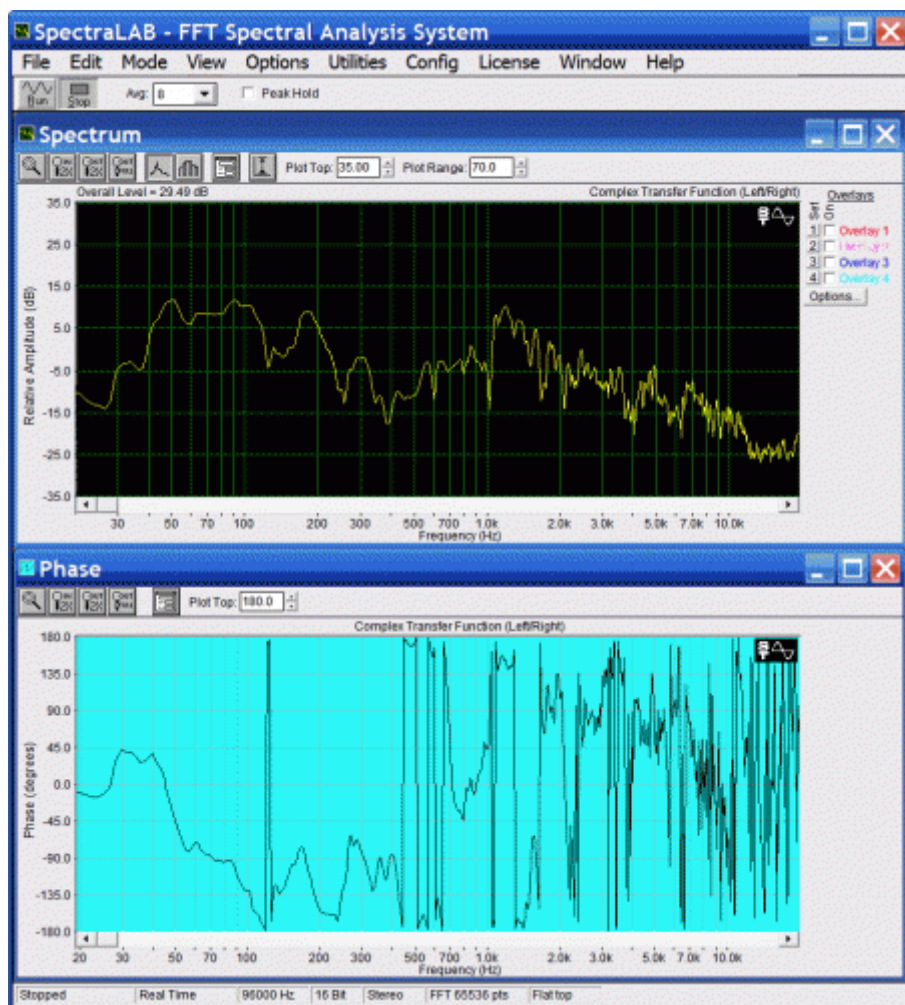 SpectraLAB - FFT Spectral Analysis System
File Edit Mode View Options Utilities Config License Window Help
Run Stop Avg: 8 Peak Hold
Spectrum
Plot Top: 35.00 Plot Range: 70.0
Overall Level = 29.49 dB Complex Transfer Function (Left/Right)
Set On Overlays
1 Overlay 1
2
3 Overlay 3
4 Overlay 4
Options...
35.0
25.0
15.0
5.0
-5.0
-15.0
-25.0
-35.0
Relative Amplitude (dB)
30 50 70 100 200 300 500 700 1.0k 2.0k 3.0k 5.0k 7.0k 10.0k
Frequency (Hz)
Phase
Plot Top: 180.0
Complex Transfer Function (Left/Right)
180.0
135.0
90.0
45.0
0.0
-45.0
-90.0
-135.0
-180.0
Phase (degrees)
20 30 50 70 100 200 300 500 700 1.0k 2.0k 3.0k 5.0k 7.0k 10.0k
Frequency (Hz)
Stopped Real Time 96000 Hz 16 Bit Stereo FFT 65536 pts Flattop